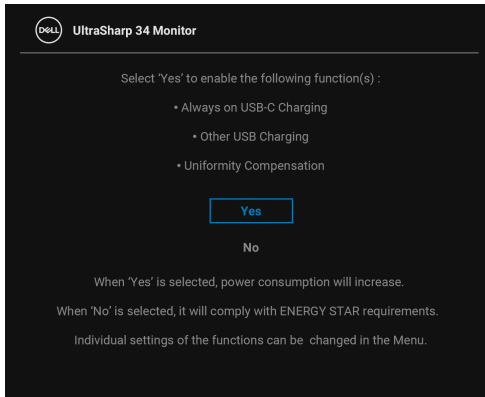 DELL
UltraSharp 34 Monitor
Select ‘Yes’ to enable the following function(s) :
• Always on USB-C Charging
• Other USB Charging
• Uniformity Compensation
Yes
No
When ‘Yes’ is selected, power consumption will increase.
When ‘No’ is selected, it will comply with ENERGY STAR requirements.
Individual settings of the functions can be changed in the Menu.